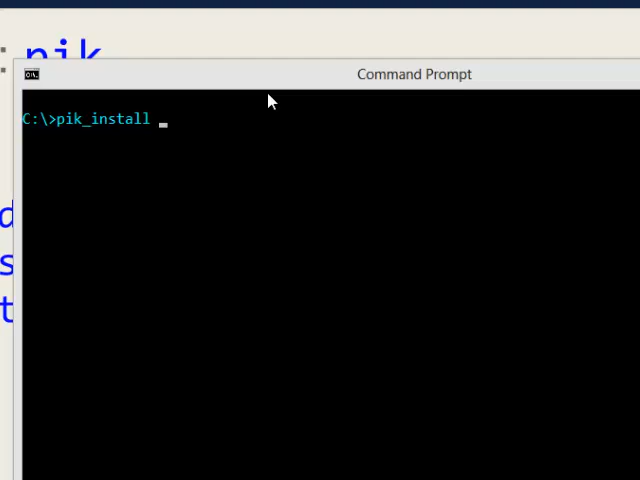 : pik
Command Prompt
C:\>pik_install
d
s
t